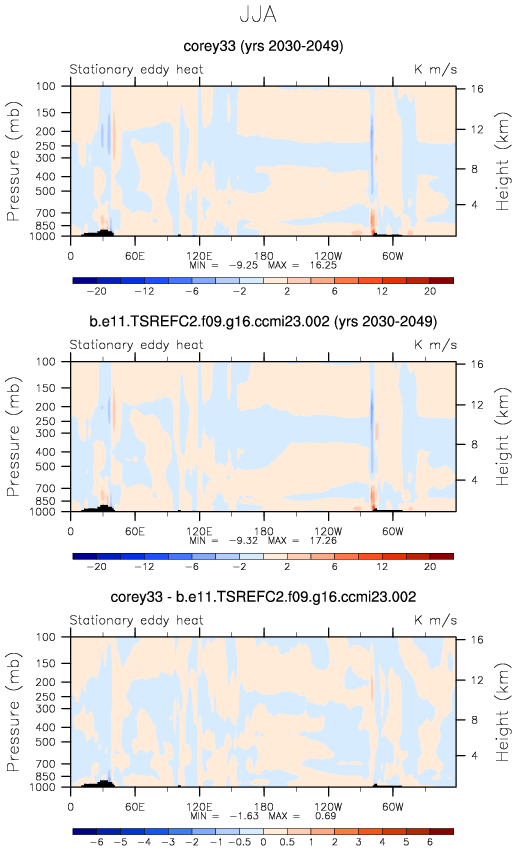 JJA
corey33 (yrs 2030-2049)
Stationary eddy heat K m/s
Pressure (mb)
100
150
200
250
300
400
500
700
850
1000
16
12
8
4
Height (km)
0 60E 120E 180 120W 60W
MIN = -9.25 MAX = 16.25
-20 -12 -6 -2 2 6 12 20
b.e11.TSREFC2.f09.g16.ccmi23.002 (yrs 2030-2049)
Stationary eddy heat K m/s
Pressure (mb)
100
150
200
250
300
400
500
700
850
1000
16
12
8
4
Height (km)
0 60E 120E 180 120W 60W
MIN = -9.32 MAX = 17.26
-20 -12 -6 -2 2 6 12 20
corey33 - b.e11.TSREFC2.f09.g16.ccmi23.002
Stationary eddy heat K m/s
Pressure (mb)
100
150
200
250
300
400
500
700
850
1000
16
12
8
4
Height (km)
0 60E 120E 180 120W 60W
MIN = -1.63 MAX = 0.69
-6 -5 -4 -3 -2 -1 -0.5 0 0.5 1 2 3 4 5 6